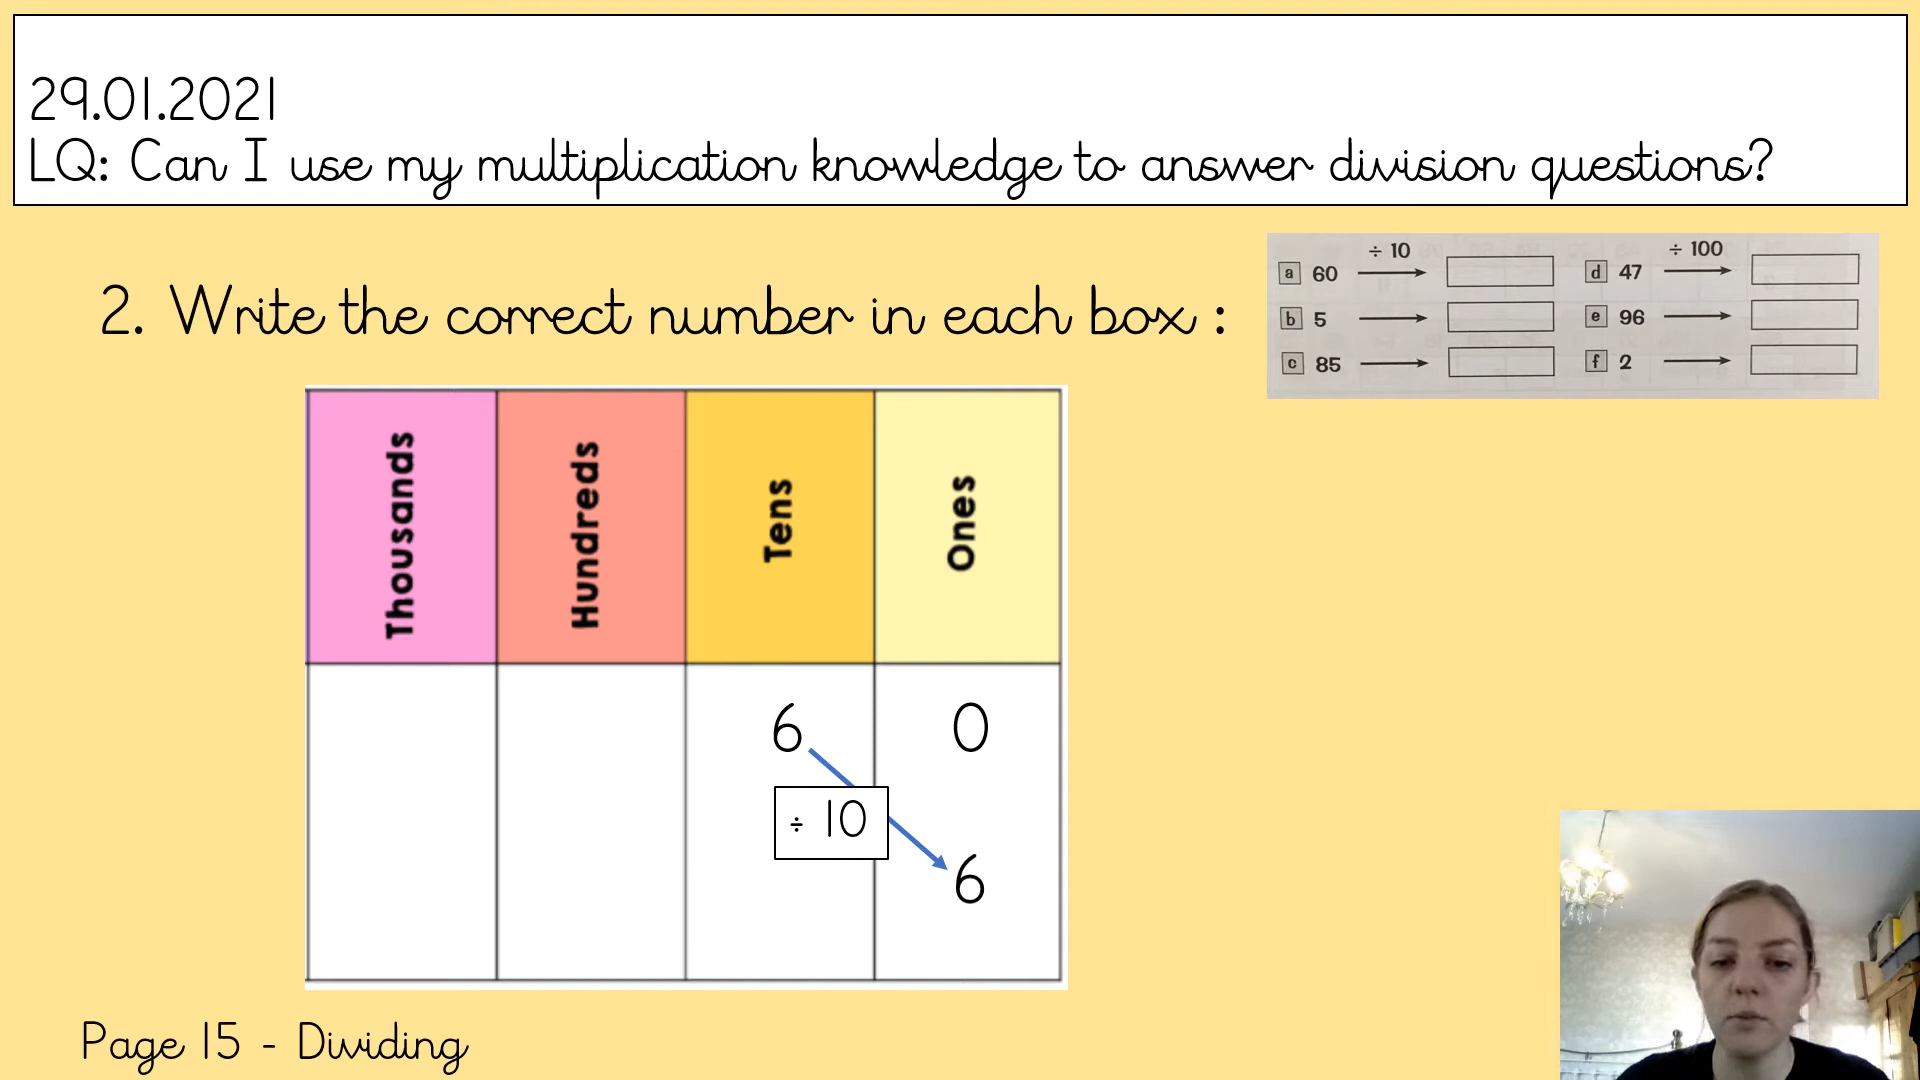 29.01.2021
LQ: Can I use my multiplication knowledge to answer division questions?
2. Write the correct number in each box :
÷ 10
a 60
b 5
c 85
÷ 100
d 47
e 96
f 2
Thousands Hundreds Tens Ones
6 0
÷ 10
6
Page 15 - Dividing